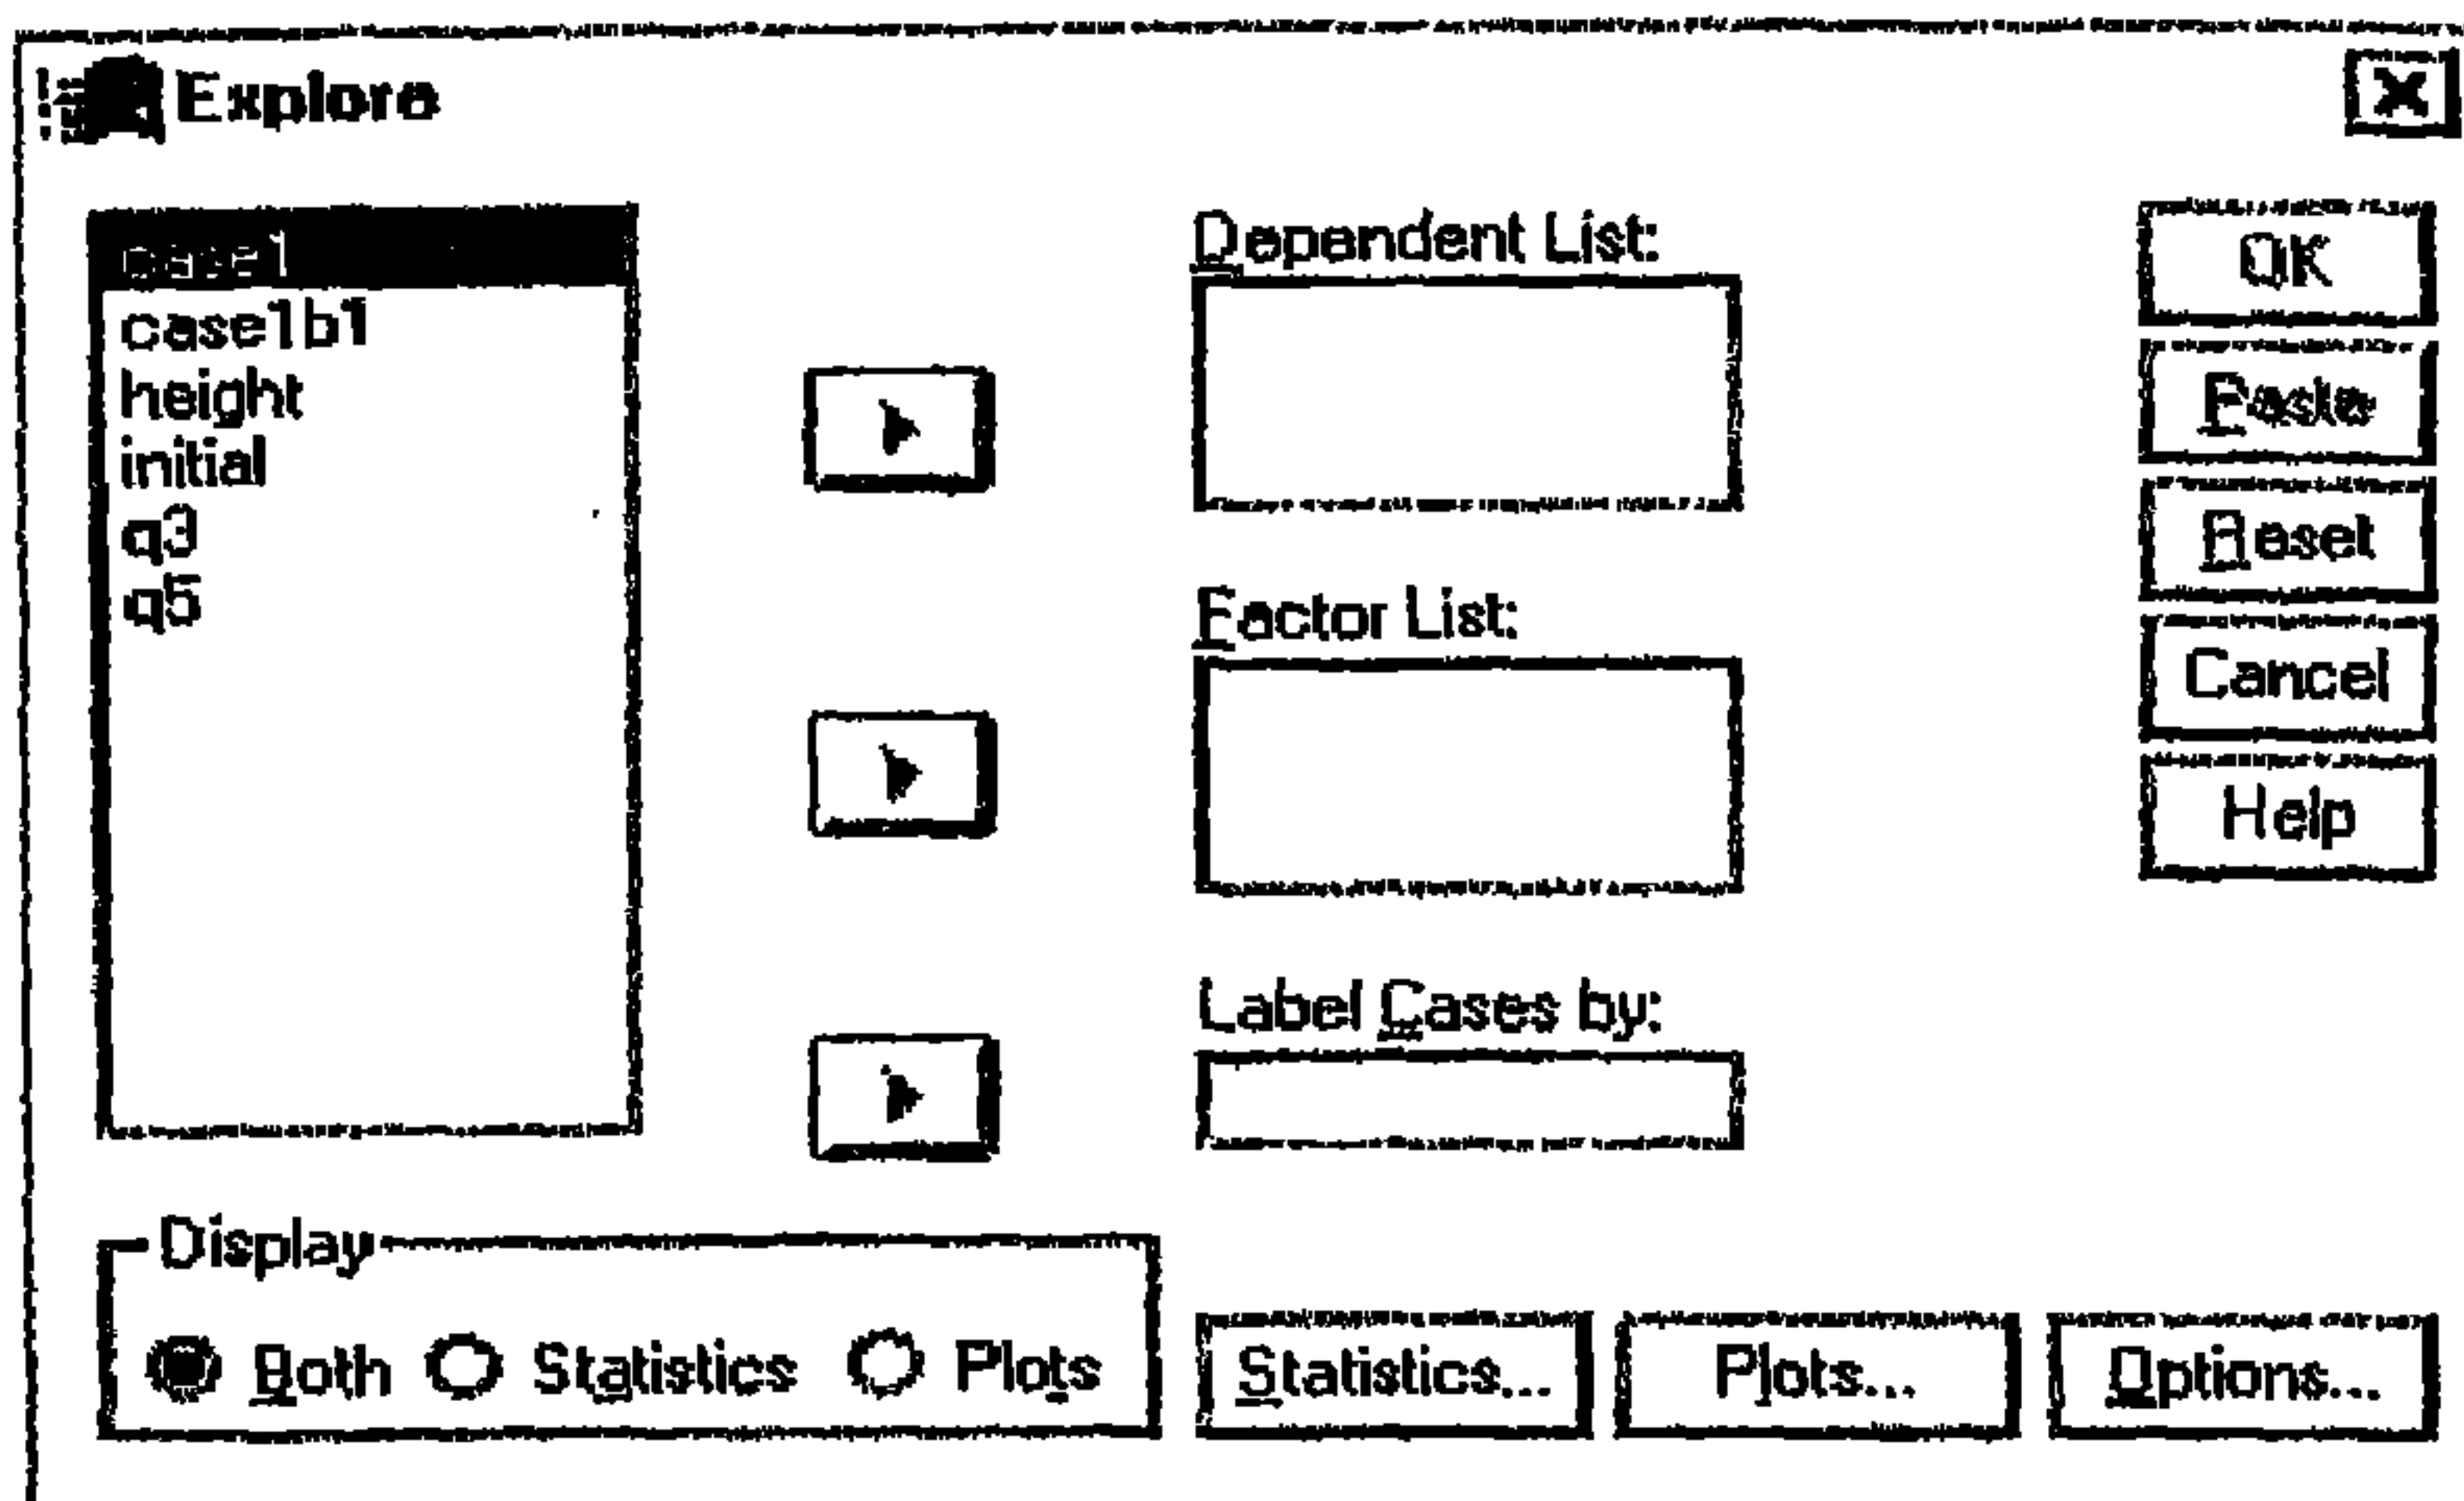 Explore
case1b1
height
initial
q3
q5
Dependent List:
Factor List:
Label Cases by:
OK
Paste
Reset
Cancel
Help
Display
Both Statistics Plots
Statistics... Plots... Options...